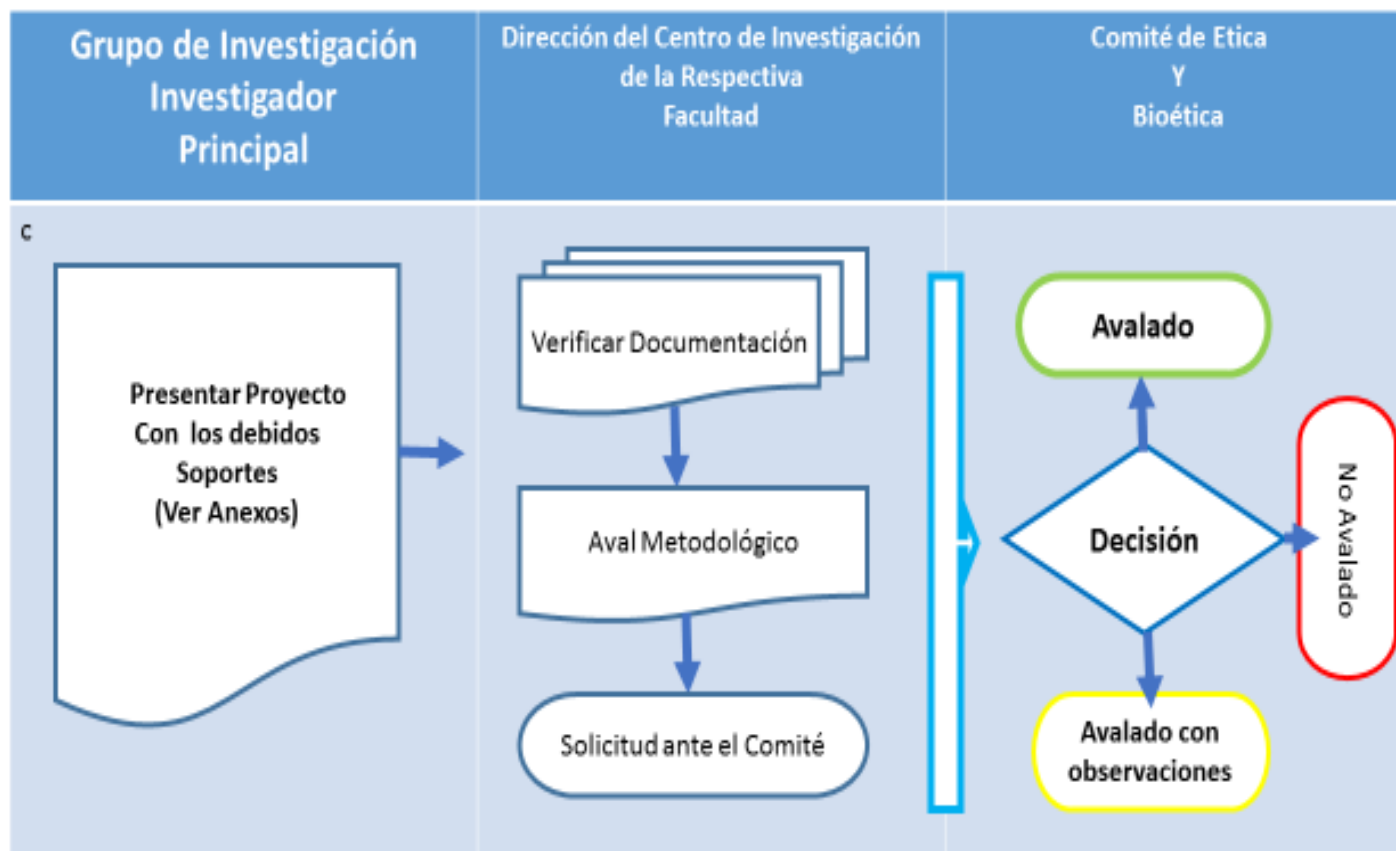 Grupo de Investigación
Investigador
Principal
Dirección del Centro de Investigación
de la Respectiva
Facultad
Comité de Etica
Y
Bioética
c
Presentar Proyecto
Con los debidos
Soportes
(Ver Anexos)
Verificar Documentación
Aval Metodológico
Solicitud ante el Comité
Avalado
Decisión
No Avalado
Avalado con
observaciones